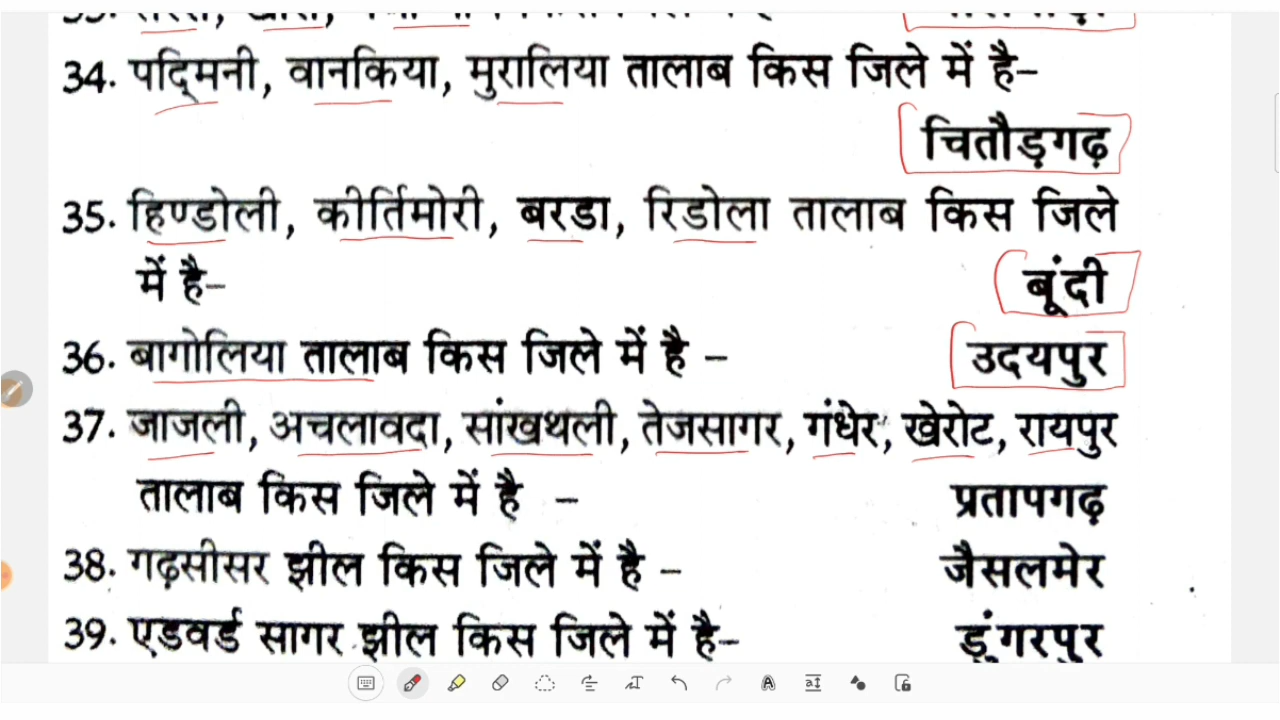 34. पद्मिनी, वानकिया, मुरालिया तालाब किस जिले में है–
चितौड़गढ़
35. हिण्डोली, कीर्तिमोरी, बरडा, रिडोला तालाब किस जिले
में है– बूंदी
36. बागोलिया तालाब किस जिले में है – उदयपुर
37. जाजली, अचलावदा, सांखथली, तेजसागर, गंधेर, खेरोट, रायपुर
तालाब किस जिले में है – प्रतापगढ़
38. गढ़सीसर झील किस जिले में है – जैसलमेर
39. एडवर्ड सागर झील किस जिले में है– डूंगरपुर